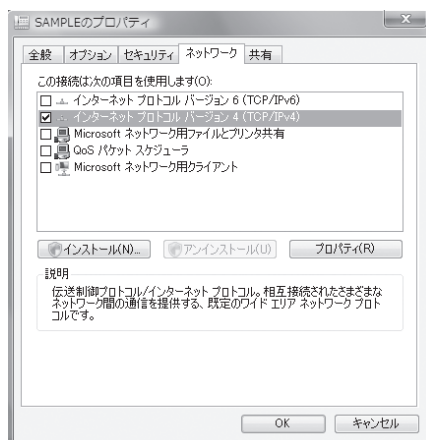 SAMPLEのプロパティ
全般 オプション セキュリティ ネットワーク 共有
この接続は次の項目を使用します(O):
インターネット プロトコル バージョン 6 (TCP/IPv6)
インターネット プロトコル バージョン 4 (TCP/IPv4)
Microsoft ネットワーク用ファイルとプリンタ共有
QoS パケット スケジューラ
Microsoft ネットワーク用クライアント
インストール(N)... アンインストール(U) プロパティ(R)
説明
伝送制御プロトコル/インターネット プロトコル。相互接続されたさまざまな
ネットワーク間の通信を提供する、既定のワイド エリア ネットワーク プロト
コルです。
OK キャンセル